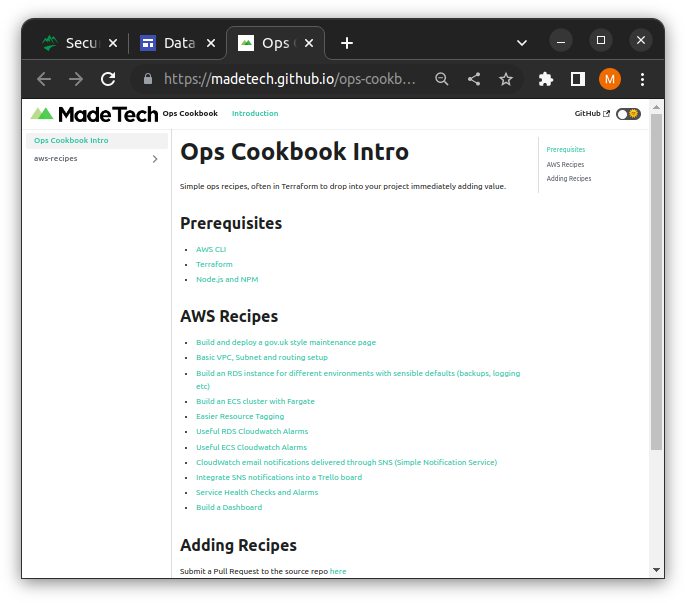 Secu
Data
Ops
https://madetech.github.io/ops-cookb…
M
Made Tech
Ops Cookbook
Introduction
GitHub
Ops Cookbook Intro
aws-recipes
Ops Cookbook Intro
Simple ops recipes, often in Terraform to drop into your project immediately adding value.
Prerequisites
AWS CLI
Terraform
Node.js and NPM
AWS Recipes
Build and deploy a gov.uk style maintenance page
Basic VPC, Subnet and routing setup
Build an RDS instance for different environments with sensible defaults (backups, logging
etc)
Build an ECS cluster with Fargate
Easier Resource Tagging
Useful RDS Cloudwatch Alarms
Useful ECS Cloudwatch Alarms
CloudWatch email notifications delivered through SNS (Simple Notification Service)
Integrate SNS notifications into a Trello board
Service Health Checks and Alarms
Build a Dashboard
Adding Recipes
Submit a Pull Request to the source repo here
Prerequisites
AWS Recipes
Adding Recipes